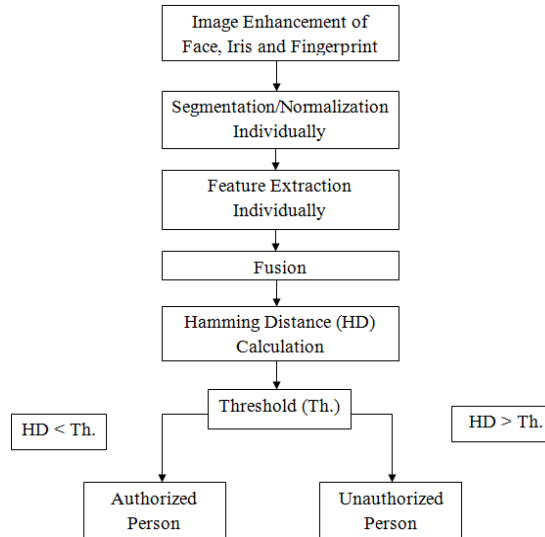 Image Enhancement of
Face, Iris and Fingerprint
Segmentation/Normalization
Individually
Feature Extraction
Individually
Fusion
Hamming Distance (HD)
Calculation
Threshold (Th.)
HD < Th.
HD > Th.
Authorized
Person
Unauthorized
Person